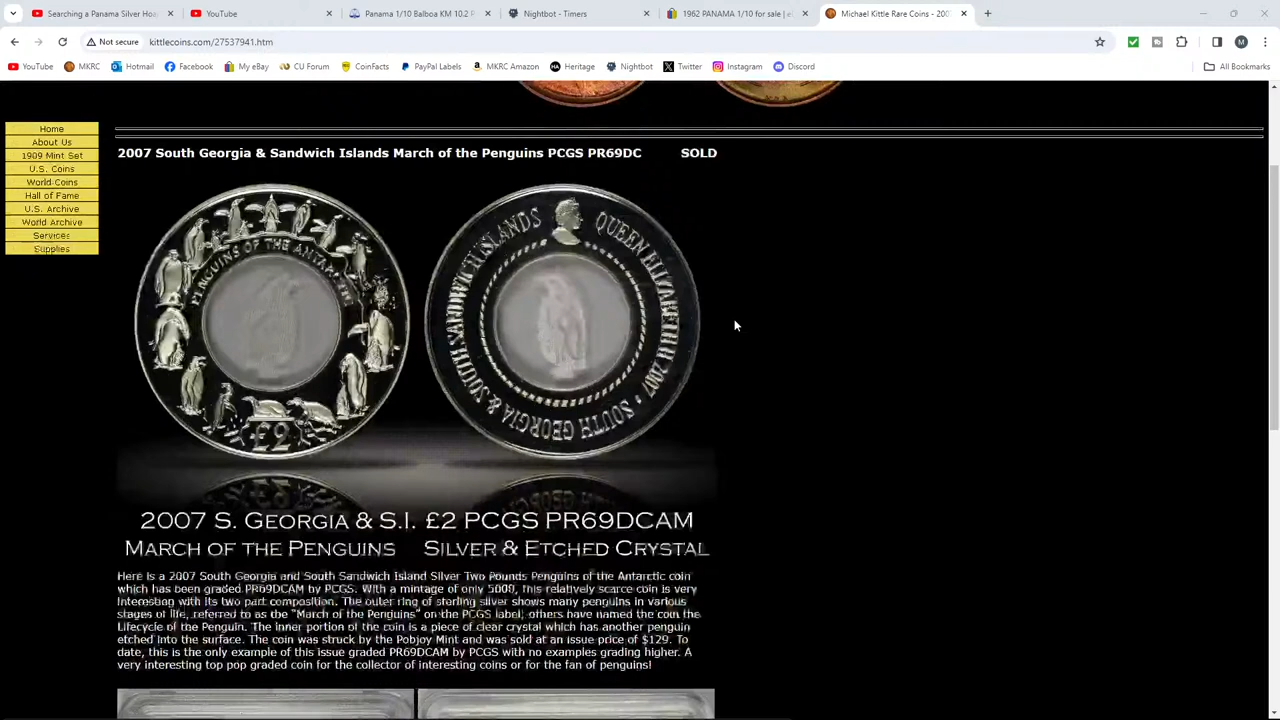 Searching a Panama Silver Hoa
YouTube
Panama 1/10 Balboa KM 10.2 P
Nightbot - Timers
1962 PANAMA 1/10 for sale | e
Michael Kittle Rare Coins - 200
Not secure
kittlecoins.com/27537941.htm
YouTube
MKRC
Hotmail
Facebook
My eBay
CU Forum
CoinFacts
PayPal Labels
MKRC Amazon
Heritage
Nightbot
Twitter
Instagram
Discord
All Bookmarks
Home
About Us
1909 Mint Set
U.S. Coins
World Coins
Hall of Fame
U.S. Archive
World Archive
Services
Supplies
2007 South Georgia & Sandwich Islands March of the Penguins PCGS PR69DC SOLD
PENGUINS OF THE
£2
SOUTH GEORGIA & SOUTH SANDWICH ISLANDS
QUEEN ELIZABETH II 2007
2007 S. Georgia & S.I. £2 PCGS PR69DCAM
March of the Penguins Silver & Etched Crystal
Here is a 2007 South Georgia and South Sandwich Island Silver Two Pounds Penguins of the Antarctic coin
which has been graded PR69DCAM by PCGS. With a mintage of only 5000, this relatively scarce coin is very
interesting with its two part composition. The outer ring of sterling silver shows many penguins in various
stages of life, referred to as the "March of the Penguins" on the PCGS label, others have named the coin the
Lifecycle of the Penguin. The inner portion of the coin is a piece of clear crystal which has another penguin
etched into the surface. The coin was struck by the Pobjoy Mint and was sold at an issue price of $129. To
date, this is the only example of this issue graded PR69DCAM by PCGS with no examples grading higher. A
very interesting top pop graded coin for the collector of interesting coins or for the fan of penguins!